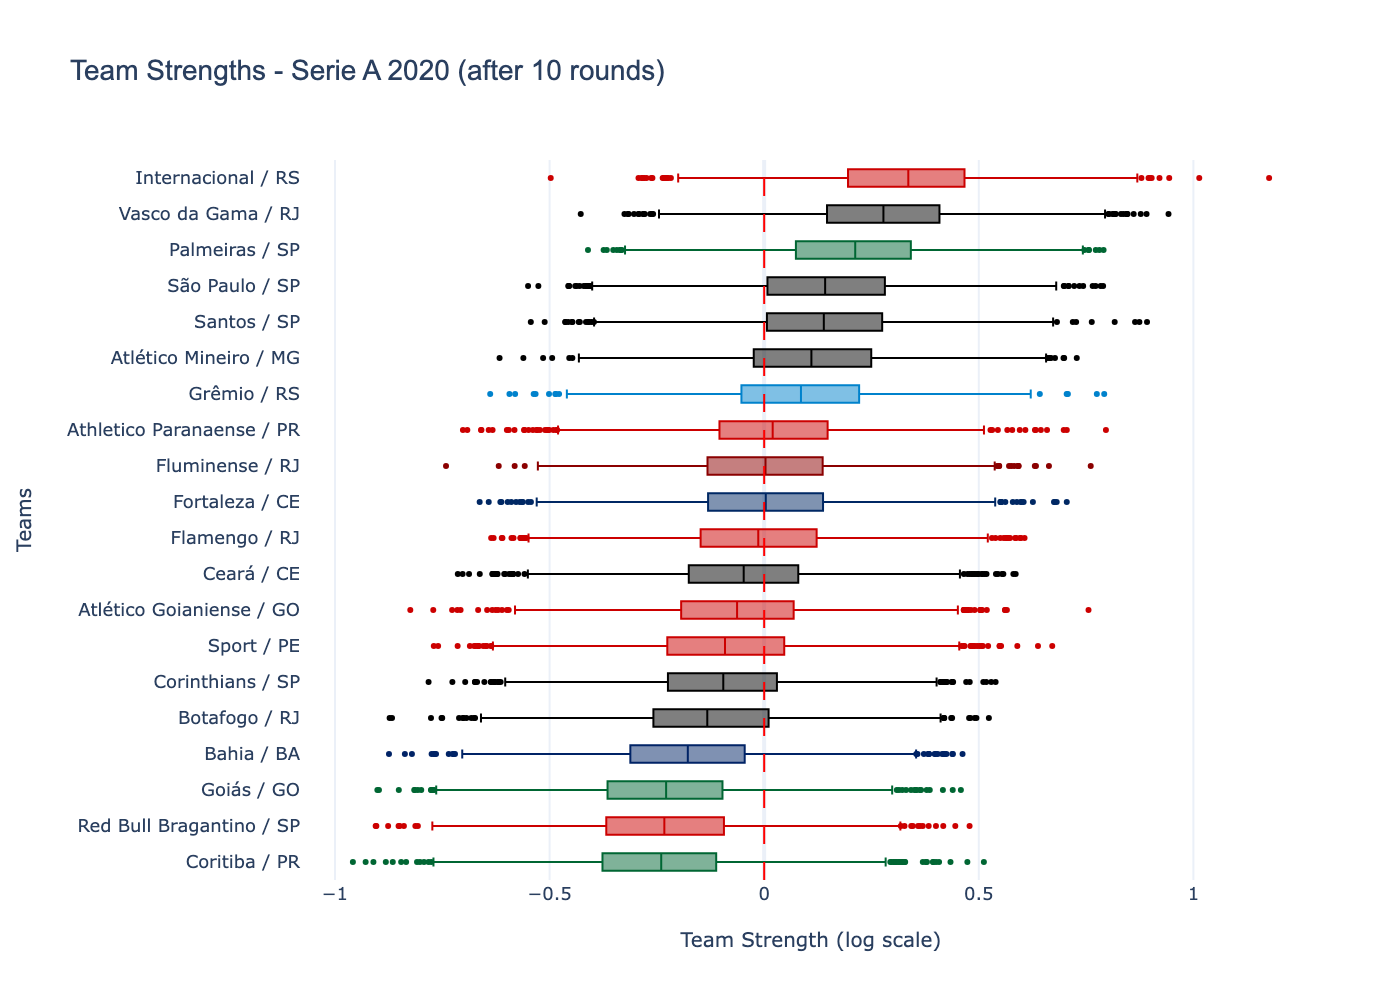 Team Strengths - Serie A 2020 (after 10 rounds)
Teams
Internacional / RS
Vasco da Gama / RJ
Palmeiras / SP
São Paulo / SP
Santos / SP
Atlético Mineiro / MG
Grêmio / RS
Athletico Paranaense / PR
Fluminense / RJ
Fortaleza / CE
Flamengo / RJ
Ceará / CE
Atlético Goianiense / GO
Sport / PE
Corinthians / SP
Botafogo / RJ
Bahia / BA
Goiás / GO
Red Bull Bragantino / SP
Coritiba / PR
−1 −0.5 0 0.5 1
Team Strength (log scale)